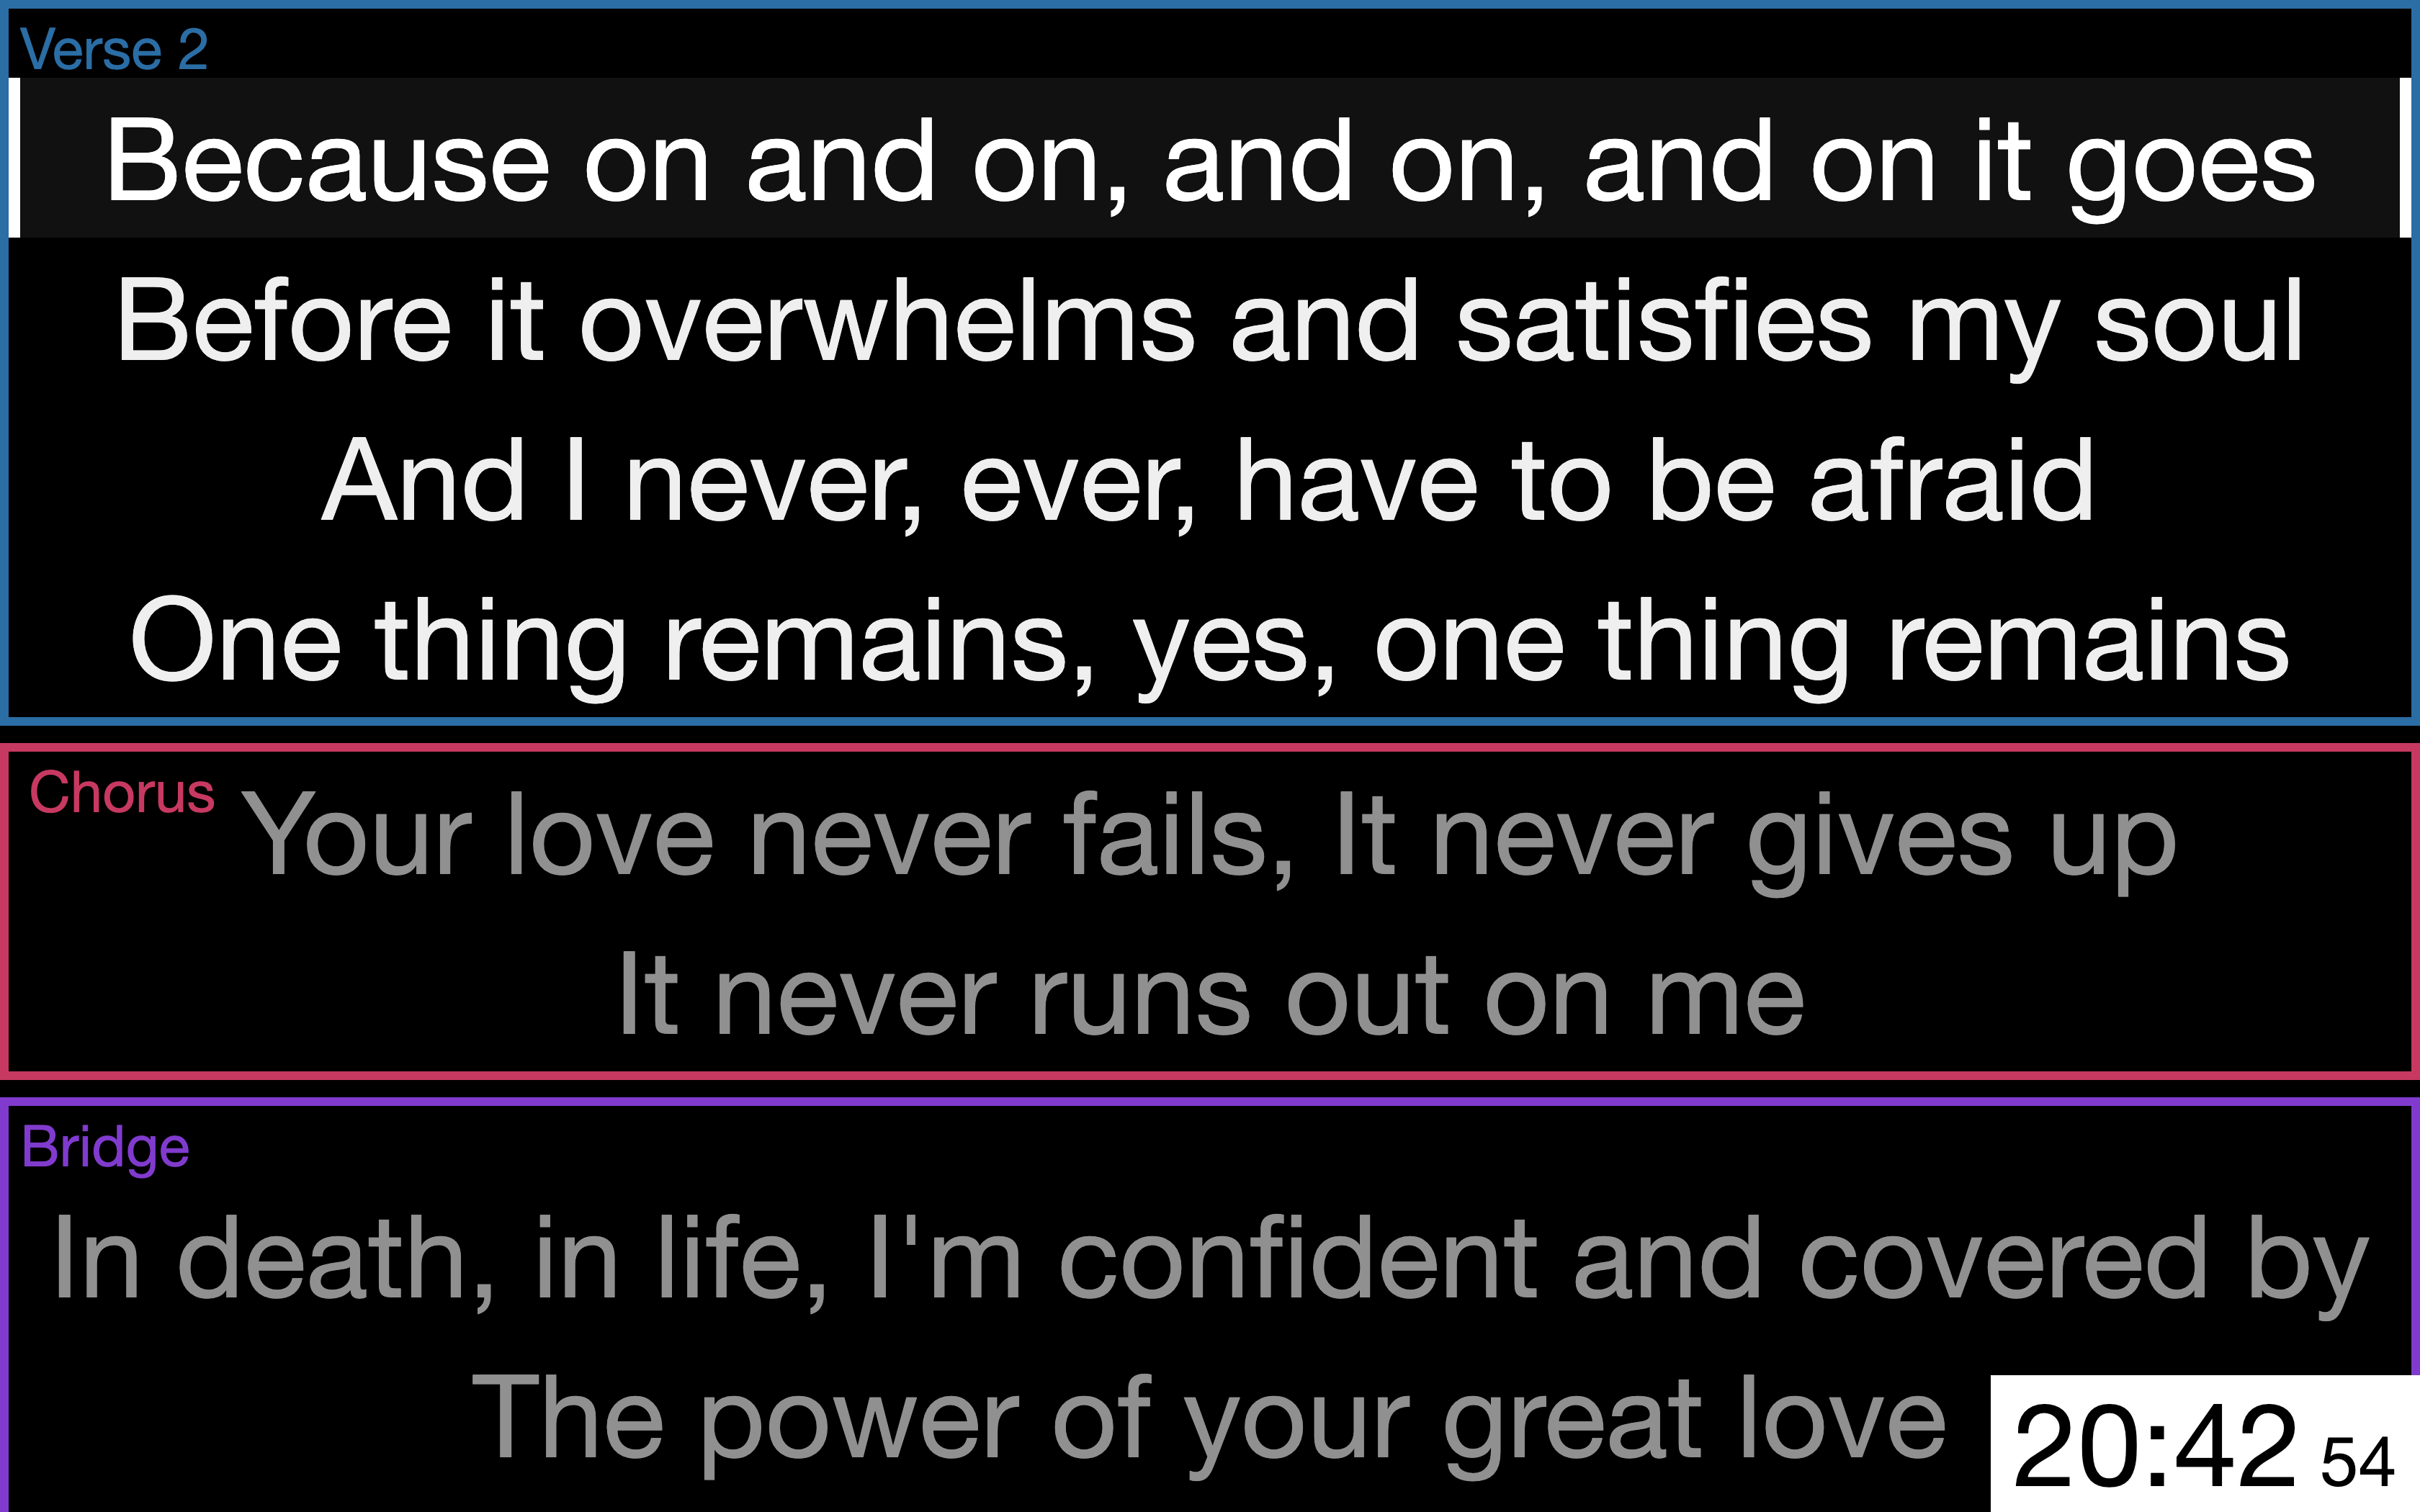 Verse 2
Because on and on, and on, and on it goes
Before it overwhelms and satisfies my soul
And I never, ever, have to be afraid
One thing remains, yes, one thing remains
Chorus
Your love never fails, It never gives up
It never runs out on me
Bridge
In death, in life, I'm confident and covered by
The power of your great love
20:42 54